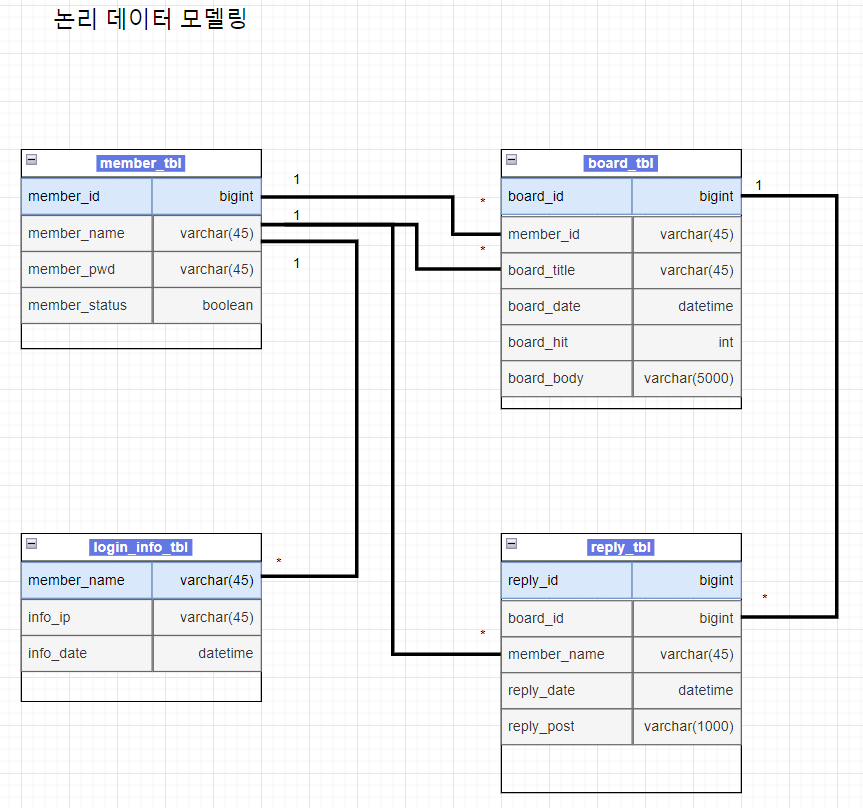 논리 데이터 모델링
member_tbl
member_id bigint
member_name varchar(45)
member_pwd varchar(45)
member_status boolean
1
1
1
*
*
board_tbl
board_id bigint
member_id varchar(45)
board_title varchar(45)
board_date datetime
board_hit int
board_body varchar(5000)
1
login_info_tbl
member_name varchar(45)
info_ip varchar(45)
info_date datetime
*
*
reply_tbl
reply_id bigint
board_id bigint
member_name varchar(45)
reply_date datetime
reply_post varchar(1000)
*